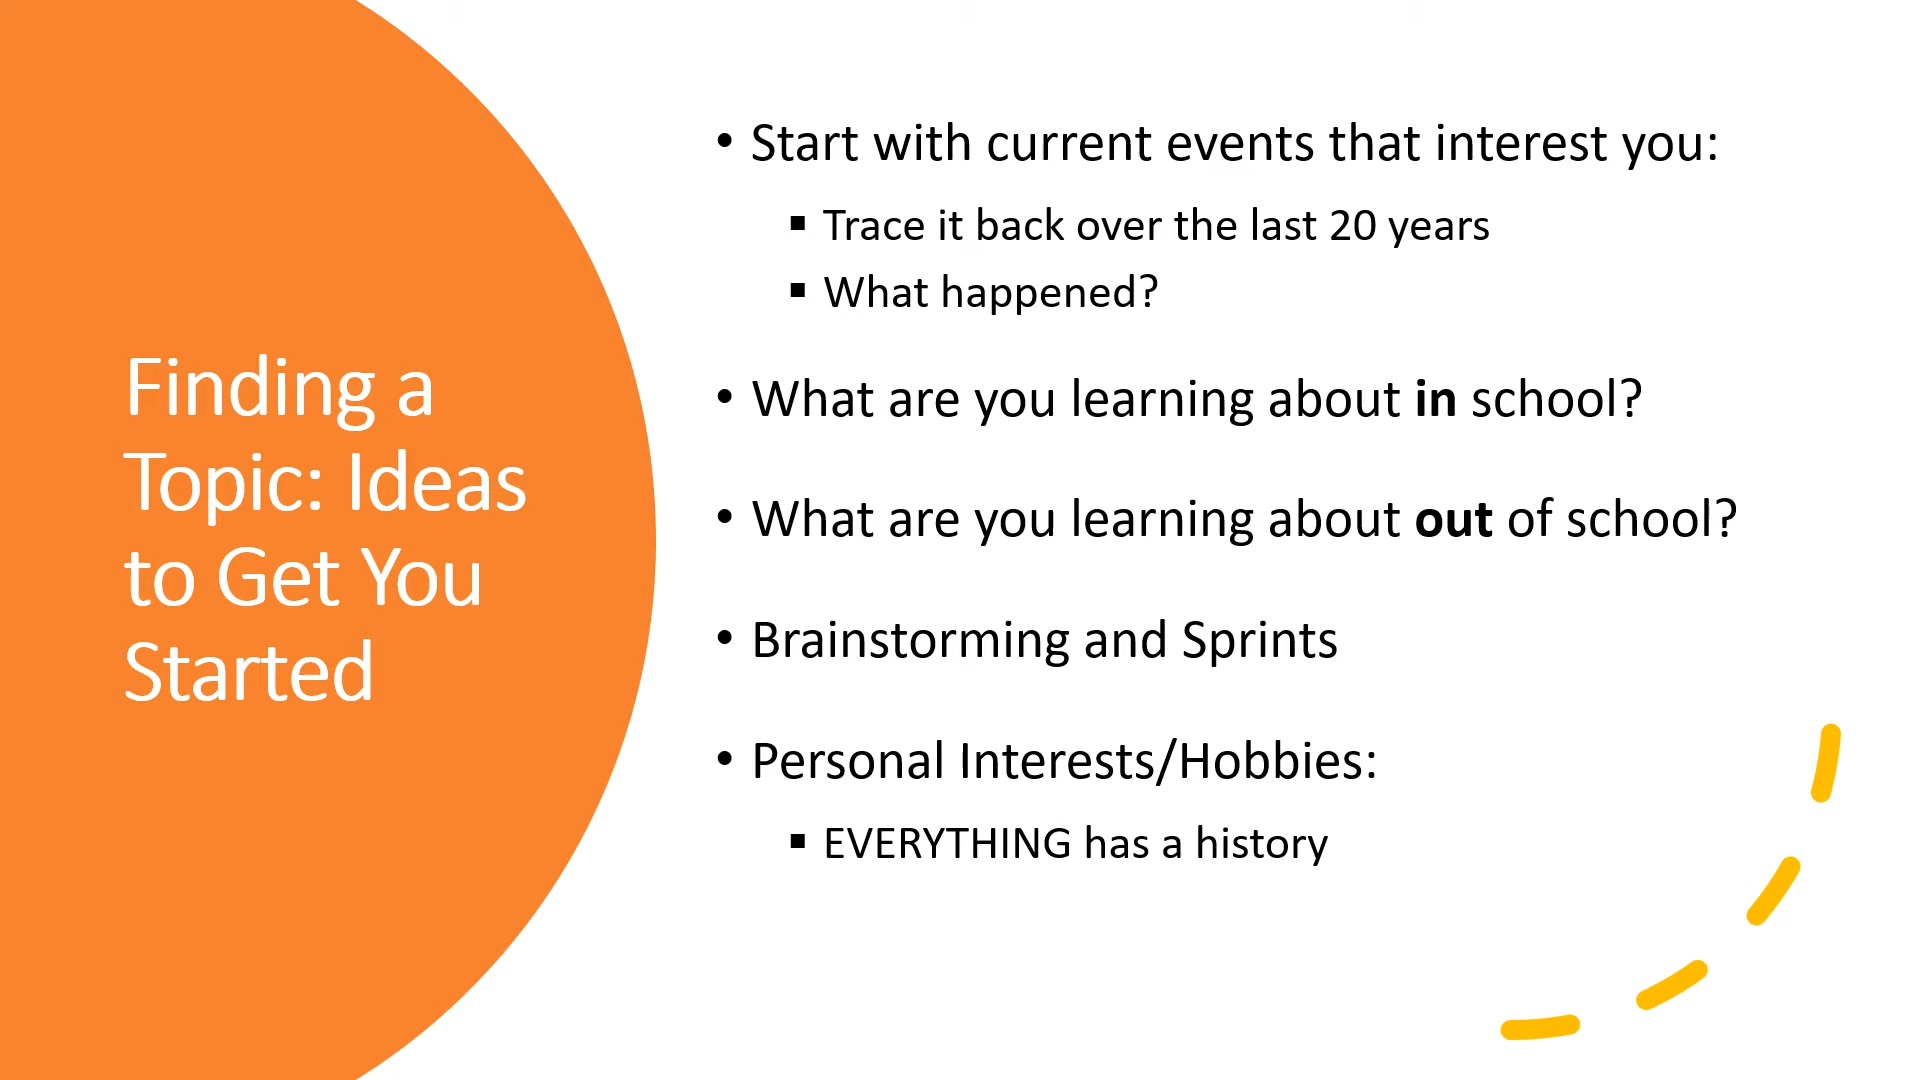 Finding a
Topic: Ideas
to Get You
Started
• Start with current events that interest you:
▪ Trace it back over the last 20 years
▪ What happened?
• What are you learning about in school?
• What are you learning about out of school?
• Brainstorming and Sprints
• Personal Interests/Hobbies:
▪ EVERYTHING has a history